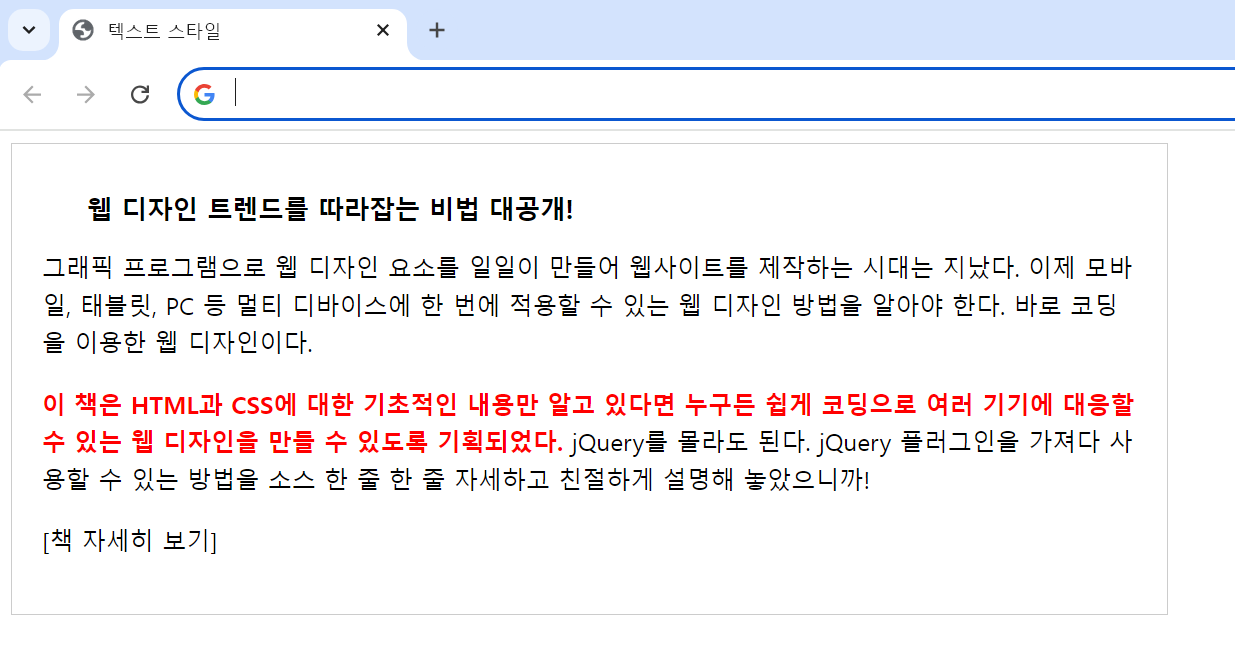 텍스트 스타일
웹 디자인 트렌드를 따라잡는 비법 대공개!
그래픽 프로그램으로 웹 디자인 요소를 일일이 만들어 웹사이트를 제작하는 시대는 지났다. 이제 모바
일, 태블릿, PC 등 멀티 디바이스에 한 번에 적용할 수 있는 웹 디자인 방법을 알아야 한다. 바로 코딩
을 이용한 웹 디자인이다.
이 책은 HTML과 CSS에 대한 기초적인 내용만 알고 있다면 누구든 쉽게 코딩으로 여러 기기에 대응할
수 있는 웹 디자인을 만들 수 있도록 기획되었다. jQuery를 몰라도 된다. jQuery 플러그인을 가져다 사
용할 수 있는 방법을 소스 한 줄 한 줄 자세하고 친절하게 설명해 놓았으니까!
[책 자세히 보기]